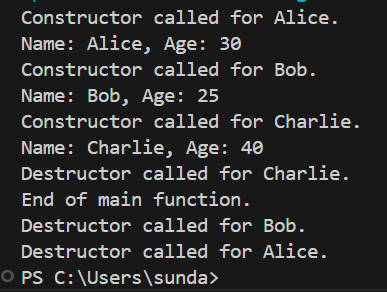 Constructor called for Alice.
Name: Alice, Age: 30
Constructor called for Bob.
Name: Bob, Age: 25
Constructor called for Charlie.
Name: Charlie, Age: 40
Destructor called for Charlie.
End of main function.
Destructor called for Bob.
Destructor called for Alice.
PS C:\Users\sunda>